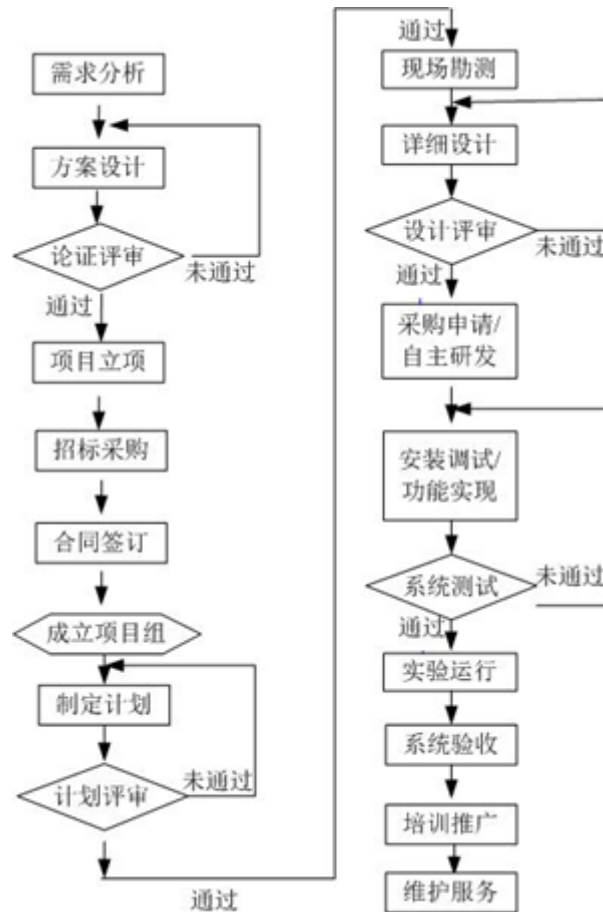 需求分析
方案设计
论证评审
未通过
通过
项目立项
招标采购
合同签订
成立项目组
制定计划
计划评审
未通过
通过
通过
现场勘测
详细设计
设计评审
未通过
通过
采购申请/
自主研发
安装调试/
功能实现
系统测试
未通过
通过
实验运行
系统验收
培训推广
维护服务